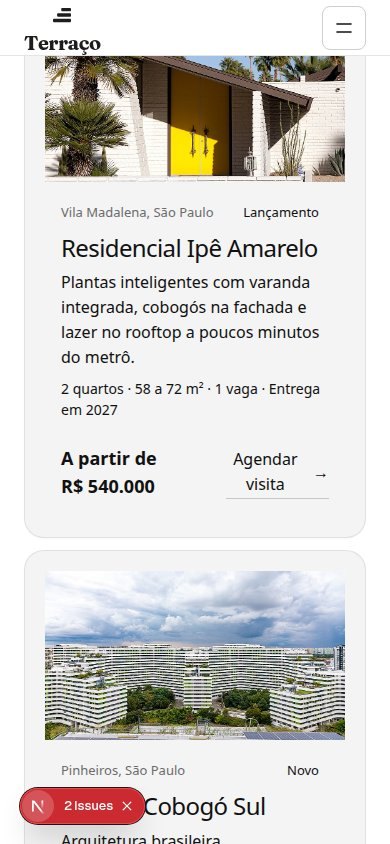 Terraço
Vila Madalena, São Paulo
Lançamento
Residencial Ipê Amarelo
Plantas inteligentes com varanda
integrada, cobogós na fachada e
lazer no rooftop a poucos minutos
do metrô.
2 quartos · 58 a 72 m² · 1 vaga · Entrega
em 2027
A partir de
R$ 540.000
Agendar
visita →
Pinheiros, São Paulo
Novo
Cobogó Sul
N 2 Issues ×
Arquitetura brasileira